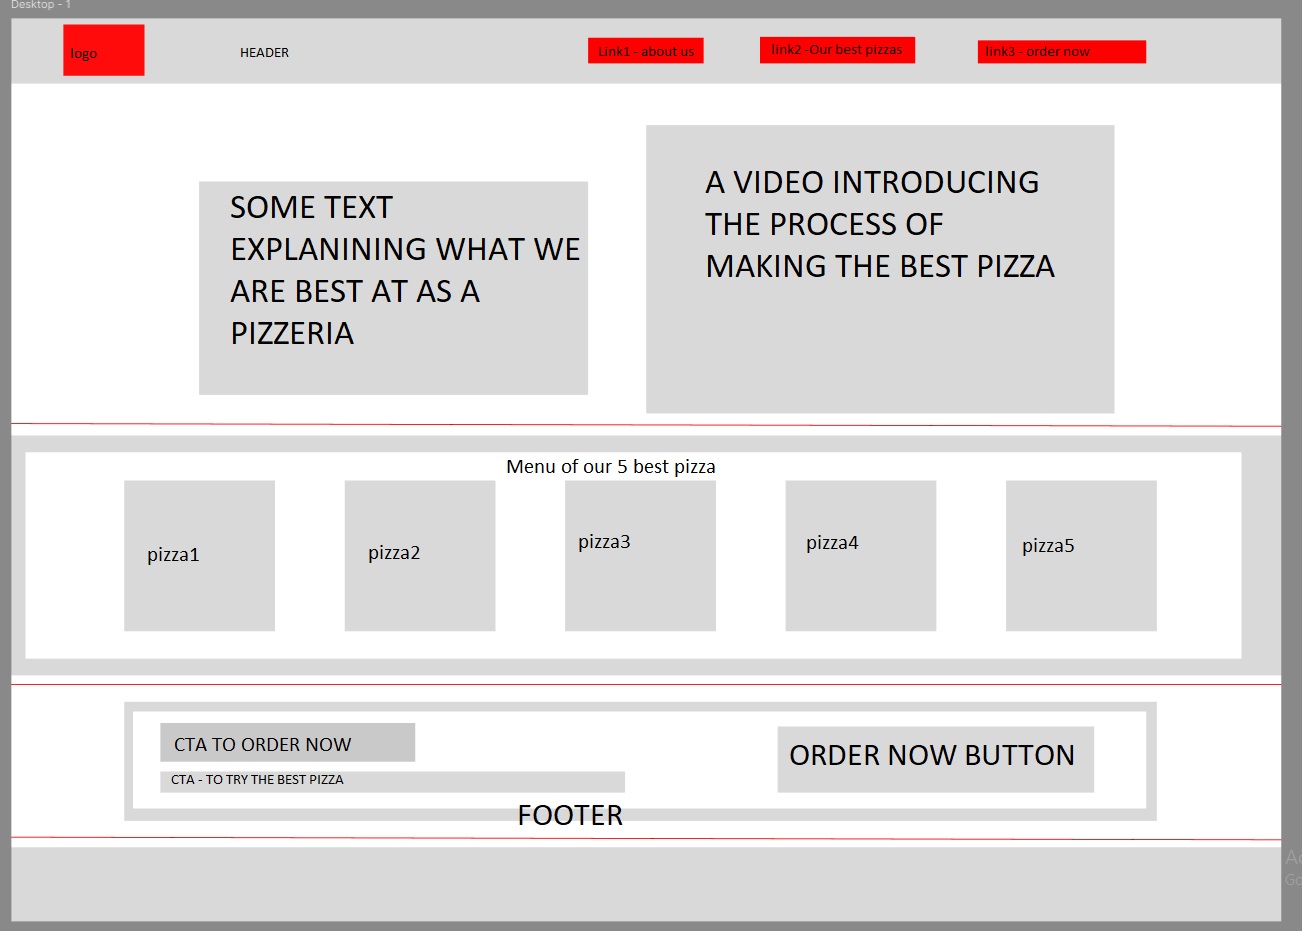 Desktop - 1
logo
HEADER
Link1 - about us
link2 -Our best pizzas
link3 - order now
SOME TEXT
EXPLANINING WHAT WE
ARE BEST AT AS A
PIZZERIA
A VIDEO INTRODUCING
THE PROCESS OF
MAKING THE BEST PIZZA
Menu of our 5 best pizza
pizza1
pizza2
pizza3
pizza4
pizza5
CTA TO ORDER NOW
CTA - TO TRY THE BEST PIZZA
ORDER NOW BUTTON
FOOTER